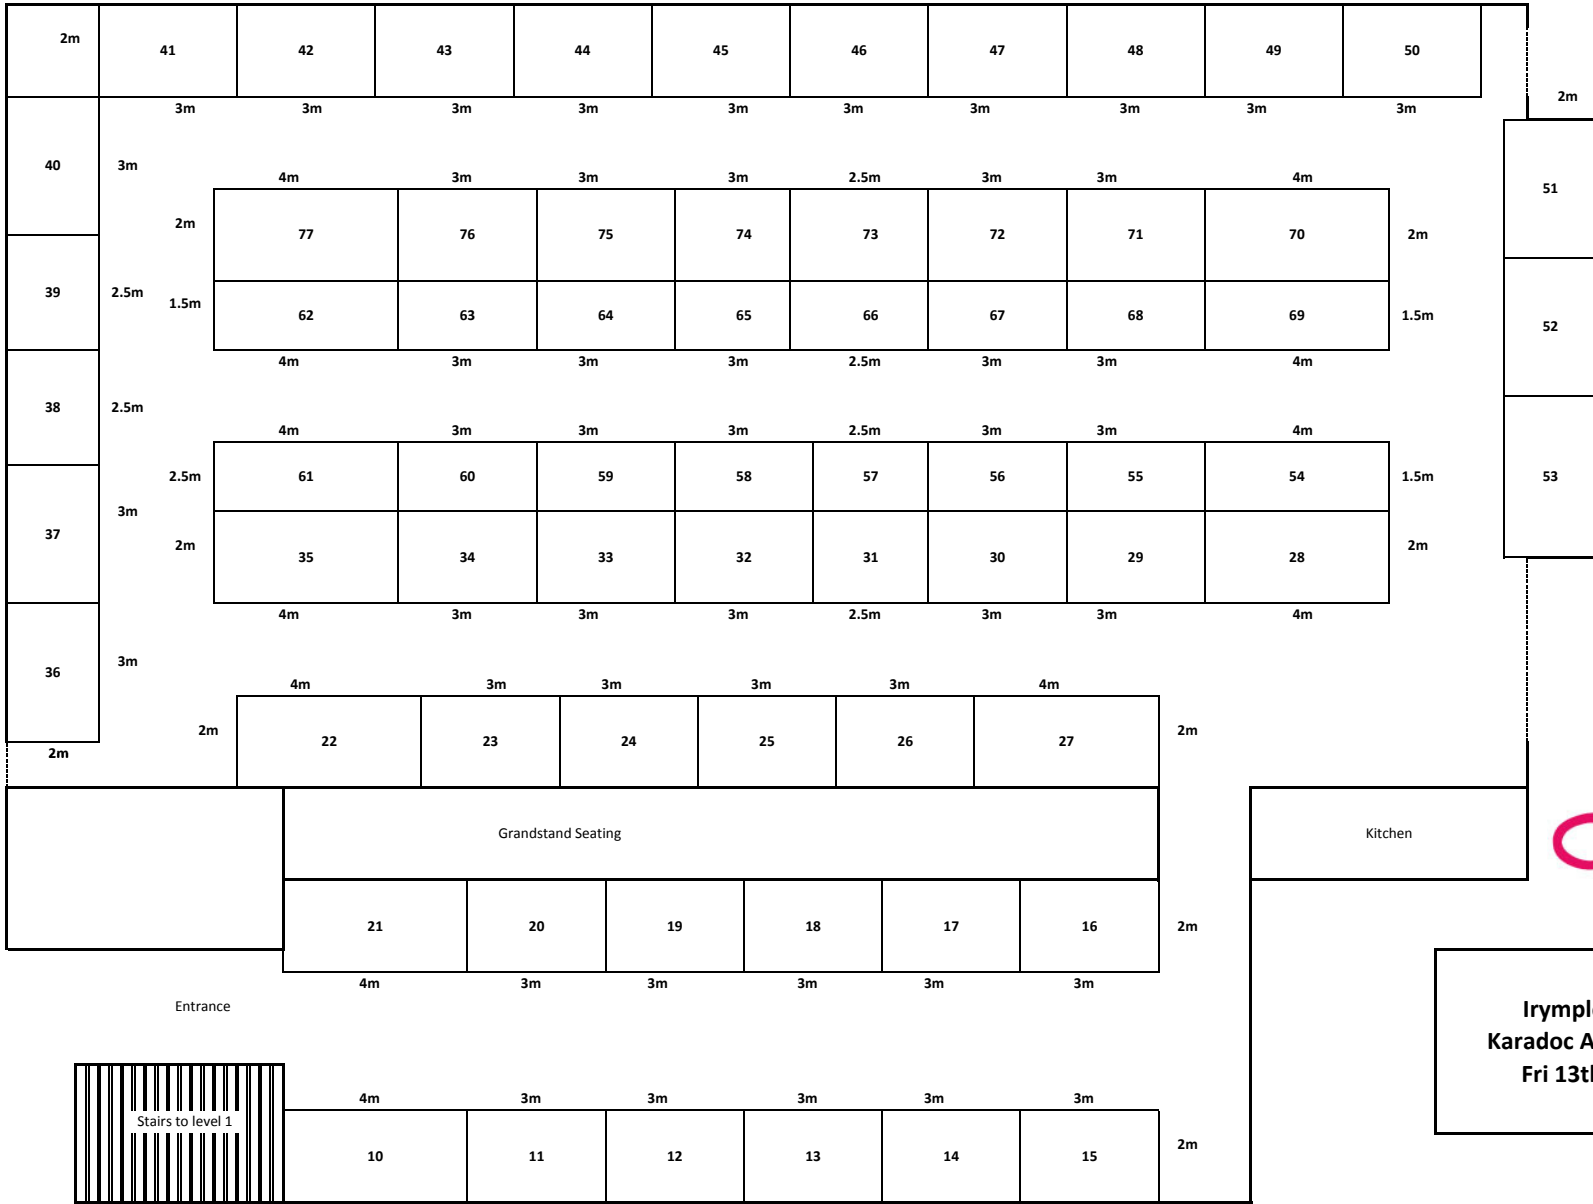 2m 41 42 43 44 45 46 47 48 49 50
3m 3m 3m 3m 3m 3m 3m 3m 3m 3m
2m
40 3m
4m 3m 3m 3m 2.5m 3m 3m 4m
51
2m 77 76 75 74 73 72 71 70 2m
39 2.5m 1.5m 62 63 64 65 66 67 68 69 1.5m
52
4m 3m 3m 3m 2.5m 3m 3m 4m
38 2.5m
4m 3m 3m 3m 2.5m 3m 3m 4m
2.5m 61 60 59 58 57 56 55 54 1.5m
53
3m
37
2m 35 34 33 32 31 30 29 28 2m
4m 3m 3m 3m 2.5m 3m 3m 4m
36 3m
4m 3m 3m 3m 3m 4m
2m 22 23 24 25 26 27 2m
2m
Grandstand Seating
Kitchen
21 20 19 18 17 16 2m
4m 3m 3m 3m 3m 3m
Entrance
Karadoc A
Fri 13t
4m 3m 3m 3m 3m 3m
Stairs to level 1
10 11 12 13 14 15 2m